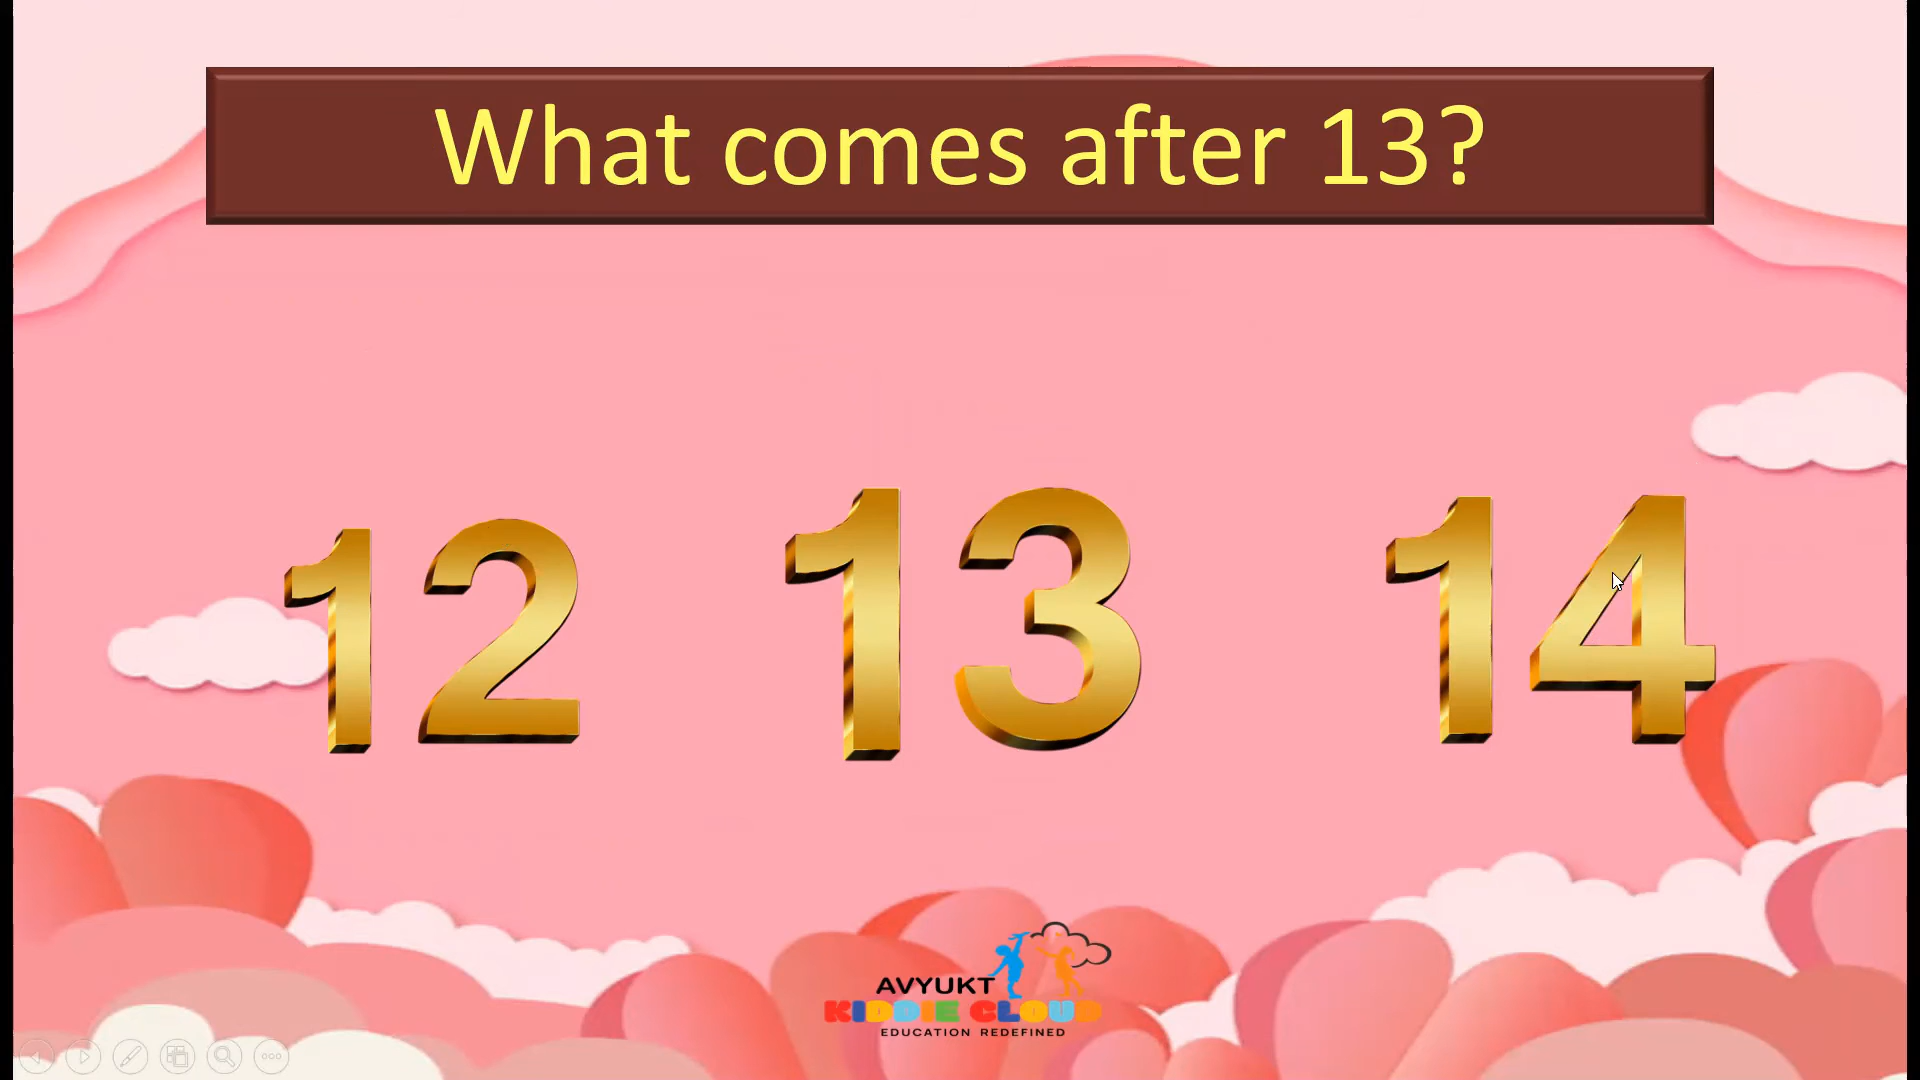 What comes after 13?
12 13 14
AVYUKT
KIDDIE CLOUD
EDUCATION REDEFINED